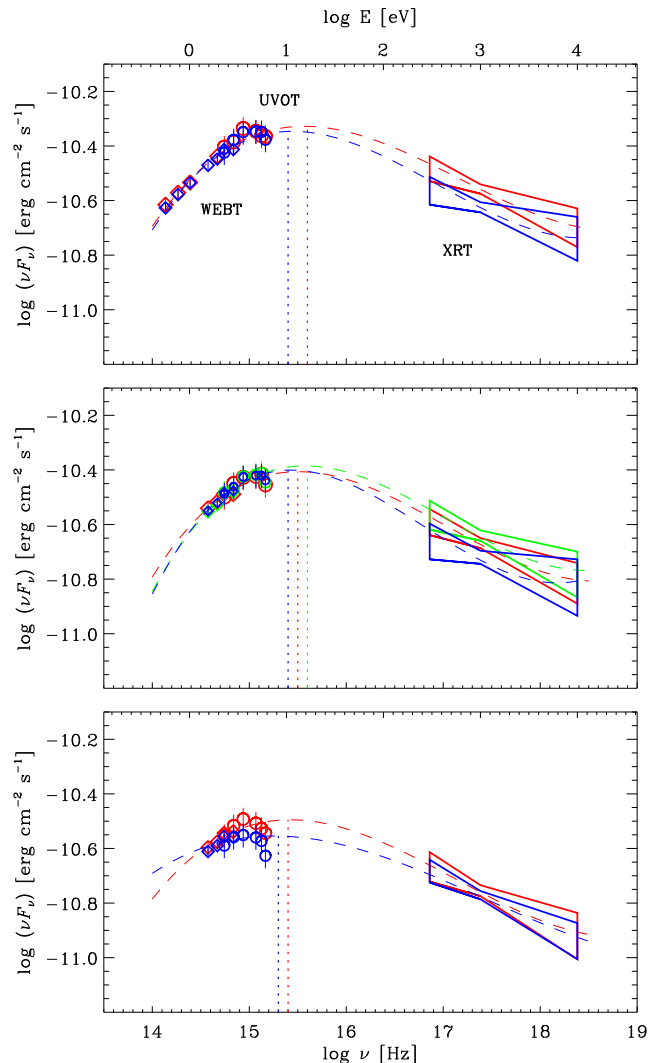 log E [eV]
0 1 2 3 4
-10.2
-10.4
-10.6
-10.8
-11.0
log (νFν) [erg cm⁻² s⁻¹]
UVOT
WEBT
XRT
-10.2
-10.4
-10.6
-10.8
-11.0
log (νFν) [erg cm⁻² s⁻¹]
-10.2
-10.4
-10.6
-10.8
-11.0
log (νFν) [erg cm⁻² s⁻¹]
14 15 16 17 18 19
log ν [Hz]